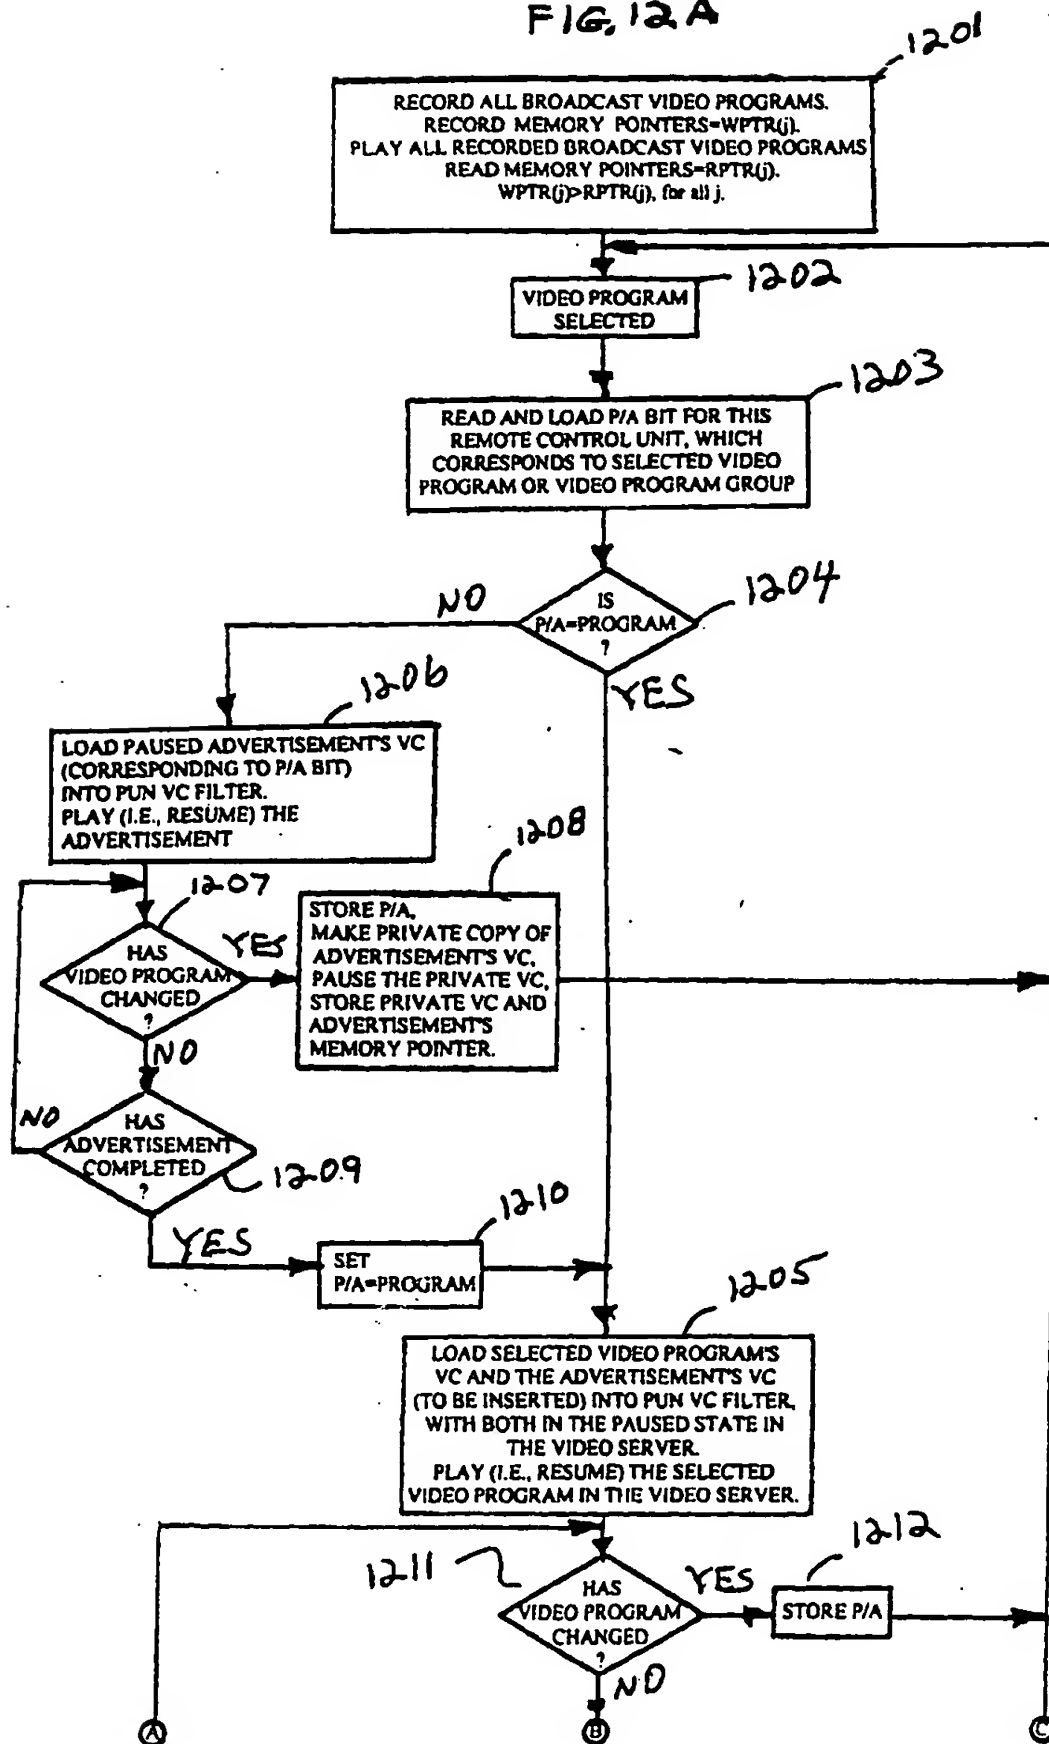 FIG. 12A
1201
RECORD ALL BROADCAST VIDEO PROGRAMS.
RECORD MEMORY POINTERS=WPTR(j).
PLAY ALL RECORDED BROADCAST VIDEO PROGRAMS
READ MEMORY POINTERS=RPTR(j).
WPTR(j)>RPTR(j), for all j.
1202
VIDEO PROGRAM
SELECTED
1203
READ AND LOAD P/A BIT FOR THIS
REMOTE CONTROL UNIT, WHICH
CORRESPONDS TO SELECTED VIDEO
PROGRAM OR VIDEO PROGRAM GROUP
1204
IS
P/A=PROGRAM
?
NO
YES
1206
LOAD PAUSED ADVERTISEMENT'S VC
(CORRESPONDING TO P/A BIT)
INTO PUN VC FILTER.
PLAY (I.E., RESUME) THE
ADVERTISEMENT
1207
HAS
VIDEO PROGRAM
CHANGED
?
YES
NO
1208
STORE P/A,
MAKE PRIVATE COPY OF
ADVERTISEMENT'S VC,
PAUSE THE PRIVATE VC,
STORE PRIVATE VC AND
ADVERTISEMENT'S
MEMORY POINTER.
NO
HAS
ADVERTISEMENT
COMPLETED
?
1209
YES
1210
SET
P/A=PROGRAM
1205
LOAD SELECTED VIDEO PROGRAM'S
VC AND THE ADVERTISEMENT'S VC
(TO BE INSERTED) INTO PUN VC FILTER,
WITH BOTH IN THE PAUSED STATE IN
THE VIDEO SERVER.
PLAY (I.E., RESUME) THE SELECTED
VIDEO PROGRAM IN THE VIDEO SERVER.
1211
HAS
VIDEO PROGRAM
CHANGED
?
YES
1212
STORE P/A
NO
A
B
C